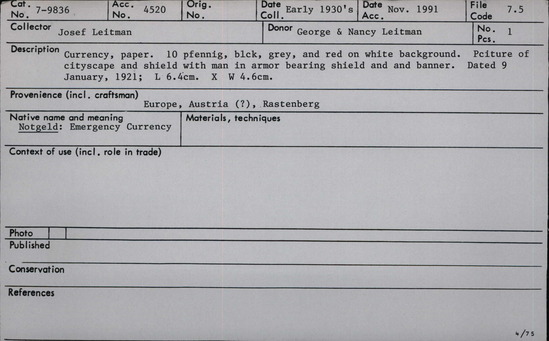 Cat. No. 7-9836 Acc. No. 4520 Orig. No. Date Coll. Early 1930's Date Acc. Nov. 1991 File Code 7.5
Collector Josef Leitman Donor George & Nancy Leitman No. Pcs. 1
Description Currency, paper. 10 pfennig, blck, grey, and red on white background. Pciture of
cityscape and shield with man in armor bearing shield and and banner. Dated 9
January, 1921; L 6.4cm. X W 4.6cm.
Provenience (incl. craftsman)
Europe, Austria (?), Rastenberg
Native name and meaning Materials, techniques
Notgeld: Emergency Currency
Context of use (incl. role in trade)
Photo
Published
Conservation
References
4/75